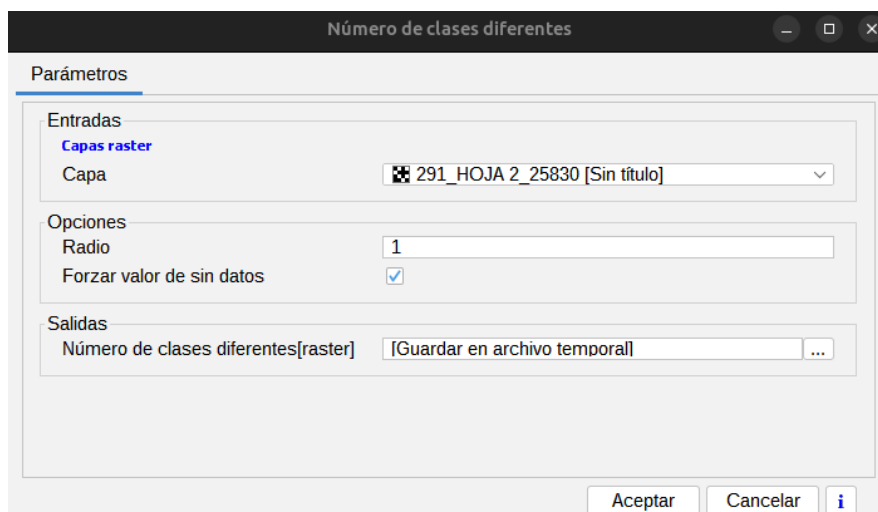 Número de clases diferentes
Parámetros
Entradas
Capas raster
Capa 291_HOJA 2_25830 [Sin título]
Opciones
Radio 1
Forzar valor de sin datos
Salidas
Número de clases diferentes[raster] [Guardar en archivo temporal] ...
Aceptar Cancelar i